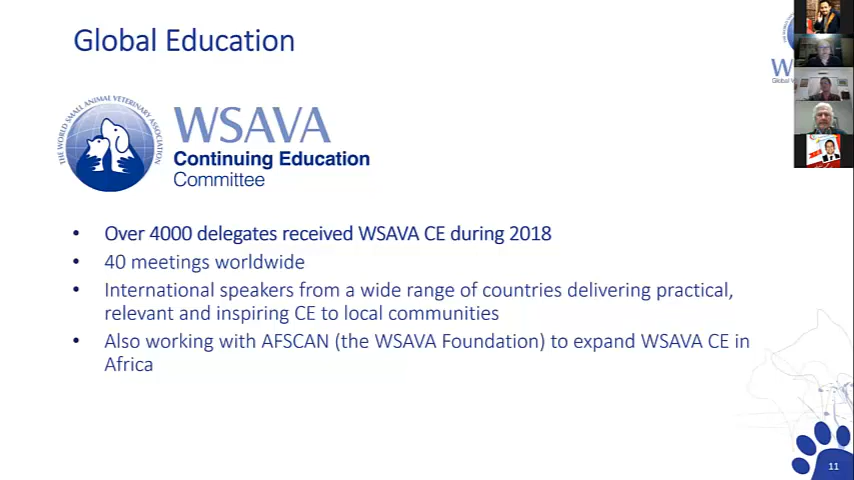 Global Education
THE WORLD SMALL ANIMAL VETERINARY ASSOCIATION
WSAVA
Continuing Education
Committee
• Over 4000 delegates received WSAVA CE during 2018
• 40 meetings worldwide
• International speakers from a wide range of countries delivering practical,
relevant and inspiring CE to local communities
• Also working with AFSCAN (the WSAVA Foundation) to expand WSAVA CE in
Africa
11